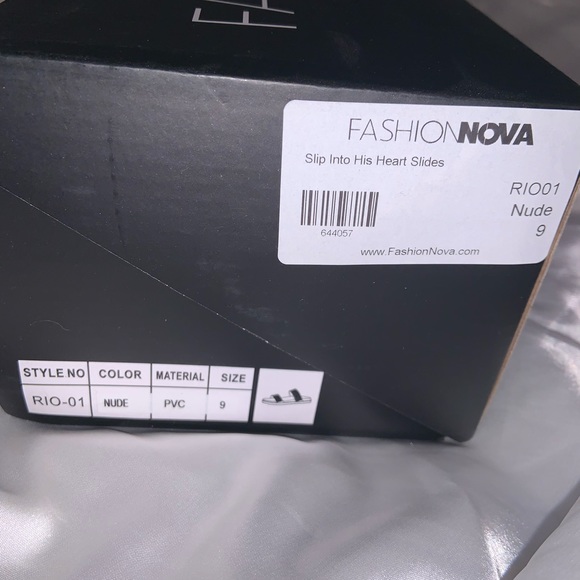 FA
FASHIONNOVA
Slip Into His Heart Slides
RIO01
Nude
9
644057
www.FashionNova.com
STYLE NO COLOR MATERIAL SIZE
RIO-01 NUDE PVC 9